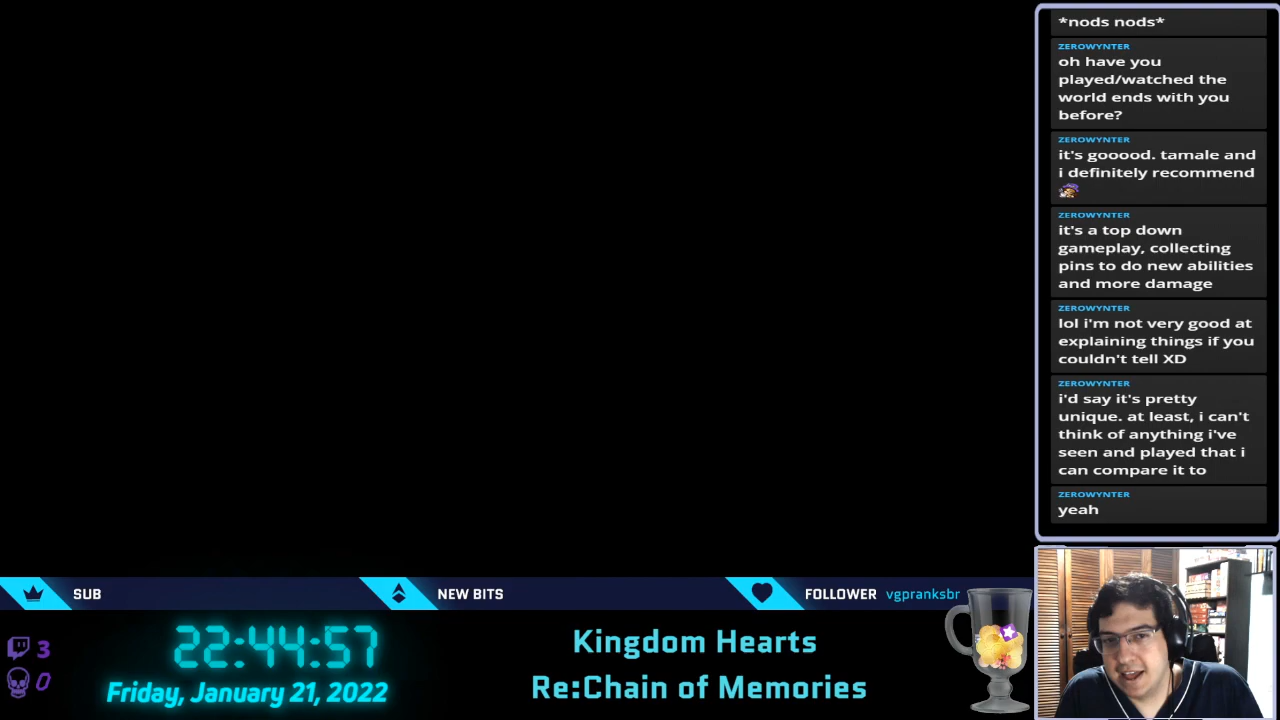 *nods nods*
ZEROWYNTER
oh have you
played/watched the
world ends with you
before?
ZEROWYNTER
it's gooood. tamale and
i definitely recommend
ZEROWYNTER
it's a top down
gameplay, collecting
pins to do new abilities
and more damage
ZEROWYNTER
lol i'm not very good at
explaining things if you
couldn't tell XD
ZEROWYNTER
i'd say it's pretty
unique. at least, i can't
think of anything i've
seen and played that i
can compare it to
ZEROWYNTER
yeah
SUB
NEW BITS
FOLLOWER vgpranksbr
3
0
22:44:57
Friday, January 21, 2022
Kingdom Hearts
Re:Chain of Memories